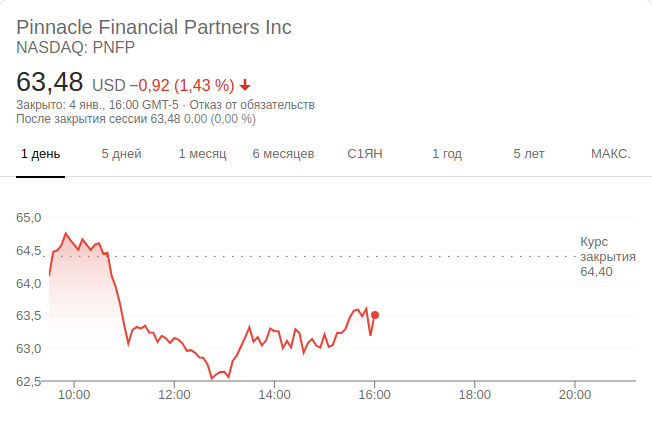 Pinnacle Financial Partners Inc
NASDAQ: PNFP
63,48 USD −0,92 (1,43 %)
Закрыто: 4 янв., 16:00 GMT-5 · Отказ от обязательств
После закрытия сессии 63,48 0,00 (0,00 %)
1 день 5 дней 1 месяц 6 месяцев С1ЯН 1 год 5 лет МАКС.
65,0
64,5
64,0
63,5
63,0
62,5
Курс
закрытия
64,40
10:00 12:00 14:00 16:00 18:00 20:00